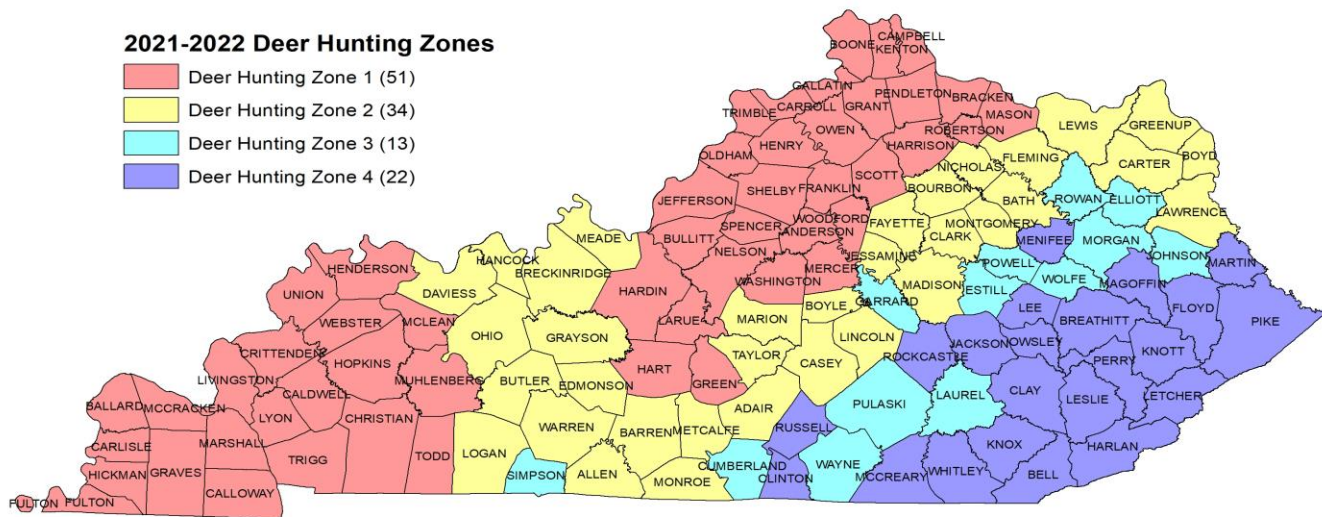 2021-2022 Deer Hunting Zones
Deer Hunting Zone 1 (51)
Deer Hunting Zone 2 (34)
Deer Hunting Zone 3 (13)
Deer Hunting Zone 4 (22)
BOONE
CAMPBELL
KENTON
GALLATIN
PENDLETON
BRACKEN
TRIMBLE
CARROLL
GRANT
MASON
OWEN
ROBERTSON
LEWIS
GREENUP
HENRY
HARRISON
OLDHAM
NICHOLAS
FLEMING
CARTER
BOYD
SCOTT
SHELBY
FRANKLIN
BOURBON
BATH
ROWAN
ELLIOTT
JEFFERSON
LAWRENCE
SPENCER
WOODFORD
ANDERSON
FAYETTE
MONTGOMERY
CLARK
MENIFEE
MORGAN
MEADE
BULLITT
NELSON
JESSAMINE
POWELL
JOHNSON
MARTIN
HANCOCK
BRECKINRIDGE
HENDERSON
MERCER
WASHINGTON
MADISON
ESTILL
WOLFE
MAGOFFIN
DAVIESS
HARDIN
GARRARD
BOYLE
LEE
FLOYD
UNION
BREATHITT
WEBSTER
MCLEAN
LARUE
MARION
PIKE
OHIO
GRAYSON
LINCOLN
JACKSON
OWSLEY
ROCKCASTLE
KNOTT
CRITTENDEN
HOPKINS
TAYLOR
CASEY
PERRY
HART
GREEN
LIVINGSTON
MUHLENBERG
BUTLER
EDMONSON
CALDWELL
PULASKI
LAUREL
CLAY
LESLIE
LETCHER
BALLARD
MCCRACKEN
LYON
CHRISTIAN
ADAIR
WARREN
BARREN
METCALFE
RUSSELL
CARLISLE
MARSHALL
KNOX
HARLAN
TRIGG
TODD
LOGAN
HICKMAN
GRAVES
SIMPSON
ALLEN
MONROE
CUMBERLAND
CLINTON
WAYNE
MCCREARY
WHITLEY
BELL
CALLOWAY
FULTON
FULTON